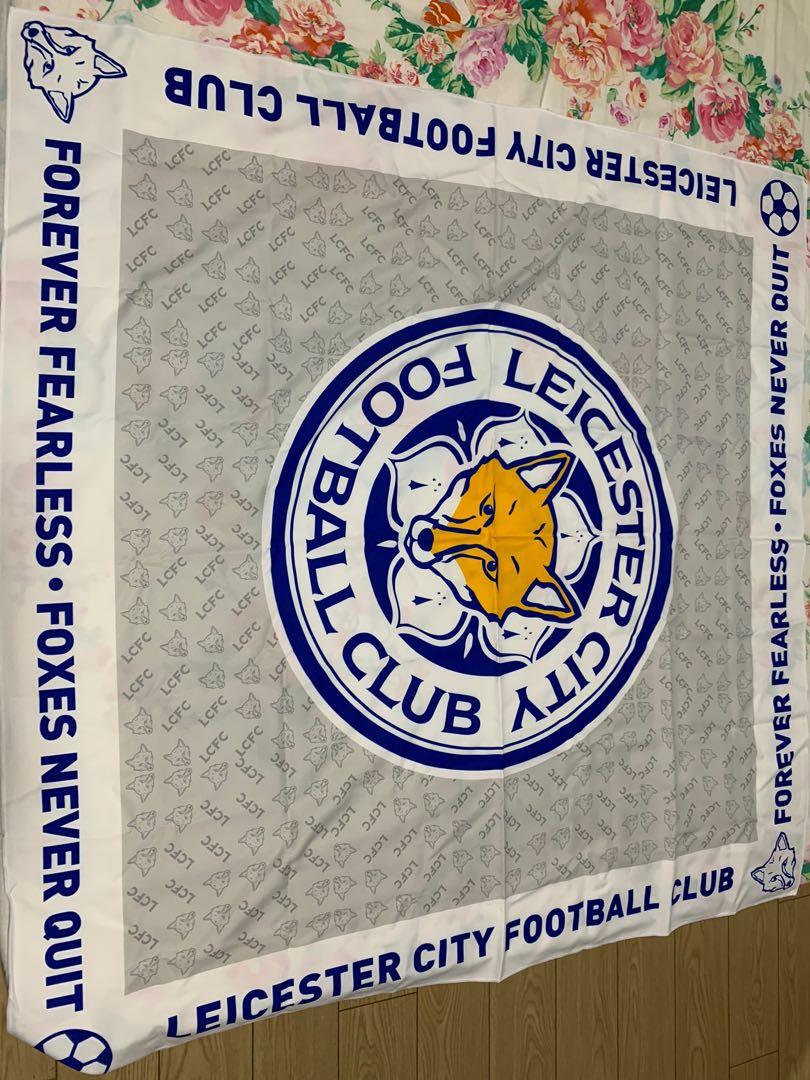 LEICESTER CITY FOOTBALL CLUB
FOREVER FEARLESS • FOXES NEVER QUIT
LEICESTER CITY
FOOTBALL CLUB
LCFC
FOREVER FEARLESS • FOXES NEVER QUIT
LEICESTER CITY FOOTBALL CLUB